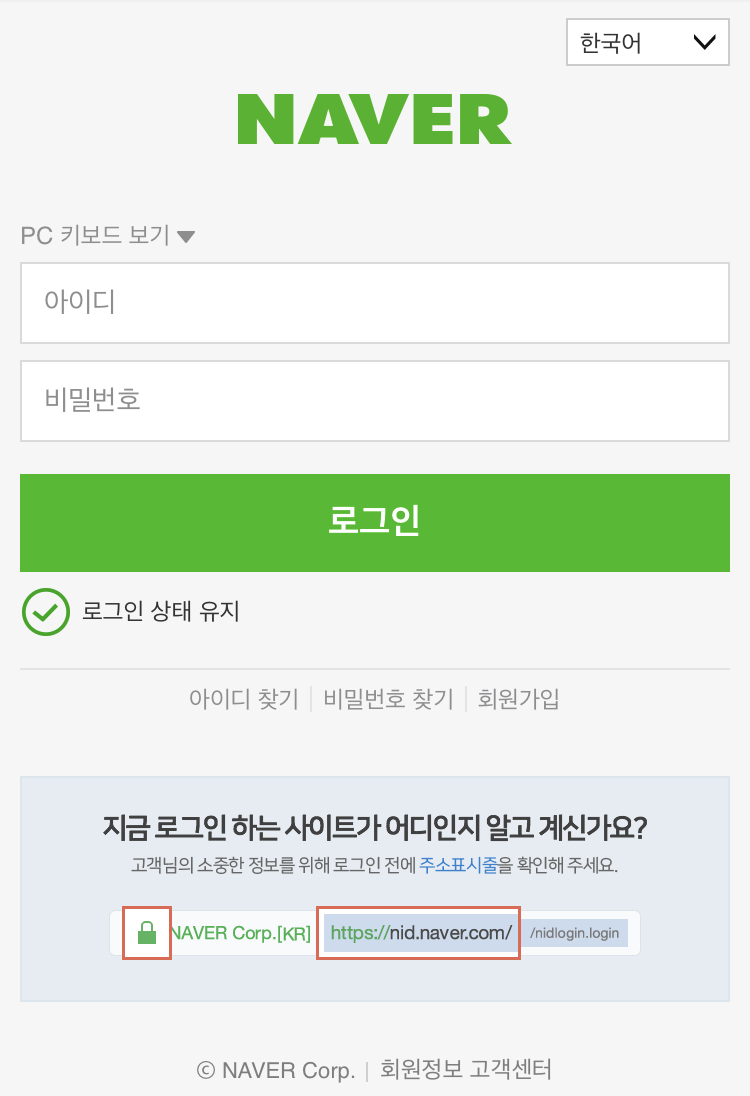 한국어
NAVER
PC 키보드 보기
아이디
비밀번호
로그인
로그인 상태 유지
아이디 찾기 비밀번호 찾기 회원가입
지금 로그인 하는 사이트가 어디인지 알고 계신가요?
고객님의 소중한 정보를 위해 로그인 전에 주소표시줄을 확인해 주세요.
NAVER Corp.[KR] https://nid.naver.com/ /nidlogin.login
ⓒ NAVER Corp. | 회원정보 고객센터